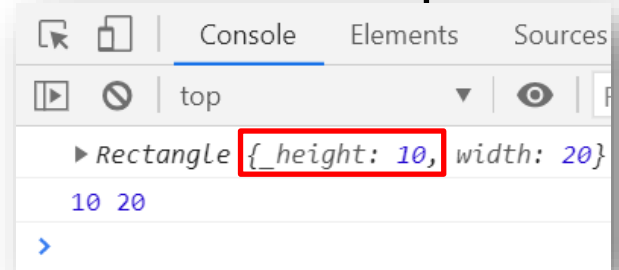 Console Elements Sources
top
Rectangle {_height: 10, width: 20}
10 20